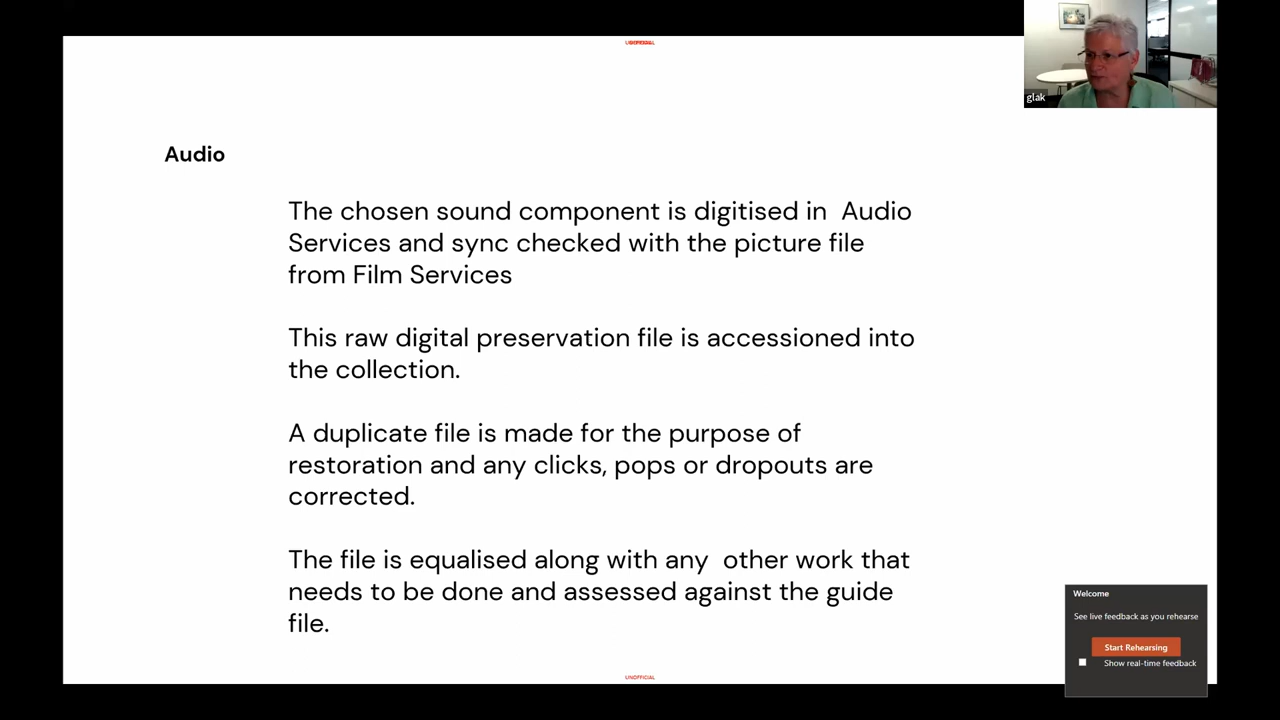 UNOFFICIAL
glak
Audio
The chosen sound component is digitised in  Audio
Services and sync checked with the picture file
from Film Services
This raw digital preservation file is accessioned into
the collection.
A duplicate file is made for the purpose of
restoration and any clicks, pops or dropouts are
corrected.
The file is equalised along with any  other work that
needs to be done and assessed against the guide
file.
Welcome
See live feedback as you rehearse
Start Rehearsing
Show real-time feedback
UNOFFICIAL